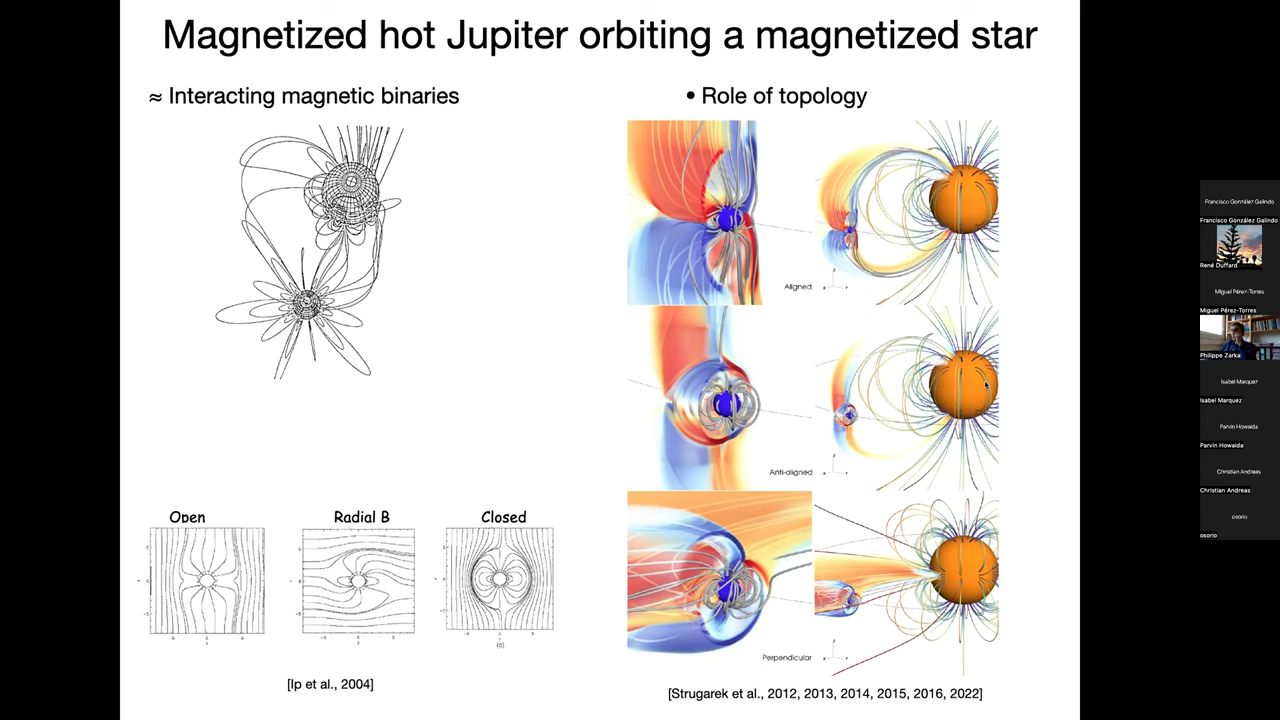 Magnetized hot Jupiter orbiting a magnetized star
≈ Interacting magnetic binaries
• Role of topology
Aligned
Anti-aligned
Perpendicular
Open
Radial B
Closed
(c)
[Ip et al., 2004]
[Strugarek et al., 2012, 2013, 2014, 2015, 2016, 2022]
Francisco González Galindo
Francisco González Galindo
René Duffard
Miguel Pérez-Torres
Miguel Pérez-Torres
Philippe Zarka
Isabel Marquez
Isabel Marquez
Parvin Howaida
Parvin Howaida
Christian Andreas
Christian Andreas
osorio
osorio